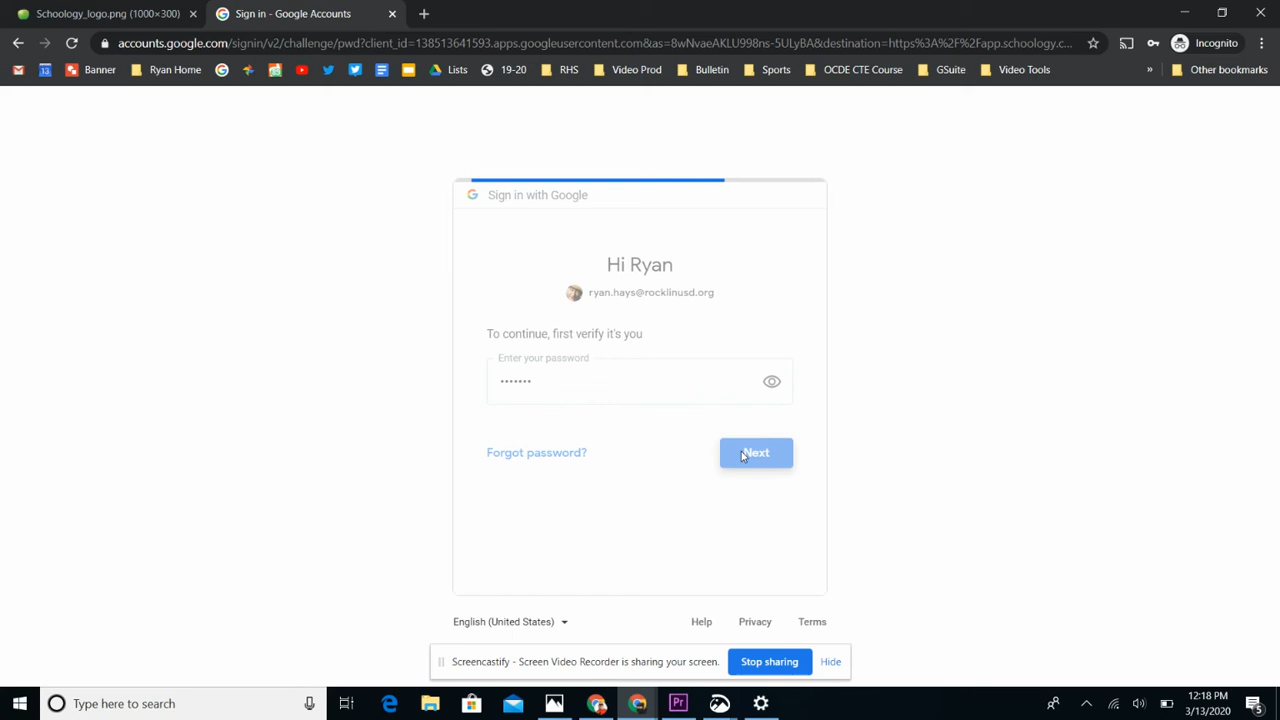 Schoology_logo.png (1000×300)
Sign in - Google Accounts
accounts.google.com/signin/v2/challenge/pwd?client_id=138513641593.apps.googleusercontent.com&as=8wNvaeAKLU998ns-5ULyBA&destination=https%3A%2F%2Fapp.schoology.c...
Incognito
Banner Ryan Home Lists 19-20 RHS Video Prod Bulletin Sports OCDE CTE Course GSuite Video Tools » Other bookmarks
Sign in with Google
Hi Ryan
ryan.hays@rocklinusd.org
To continue, first verify it's you
Enter your password
•••••••
Forgot password? Next
English (United States) Help Privacy Terms
Screencastify - Screen Video Recorder is sharing your screen. Stop sharing Hide
Type here to search
12:18 PM
3/13/2020
5